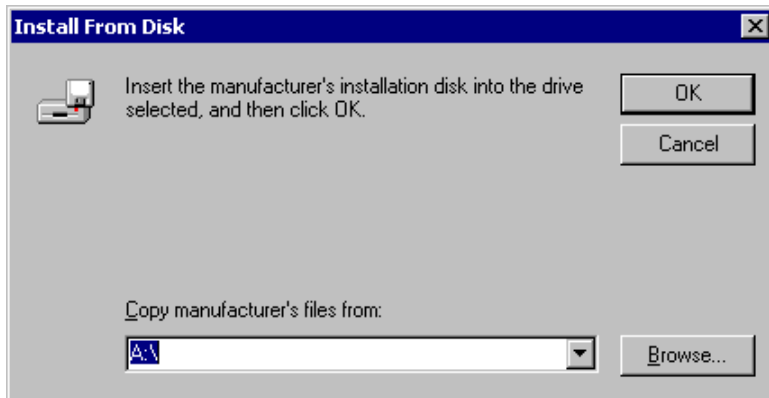 Install From Disk
Insert the manufacturer's installation disk into the drive
selected, and then click OK.
OK
Cancel
Copy manufacturer's files from:
A:\
Browse...